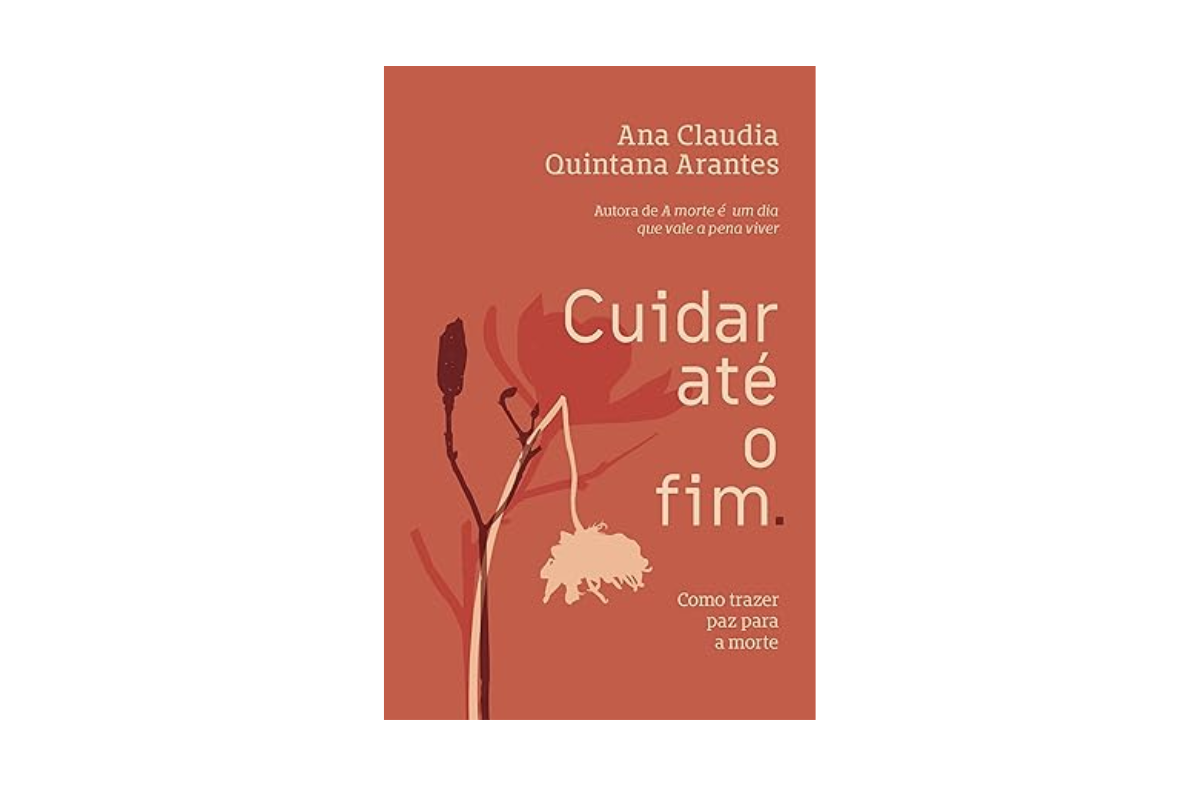 Ana Claudia
Quintana Arantes
Autora de A morte é um dia
que vale a pena viver
Cuidar
até
o
fim.
Como trazer
paz para
a morte